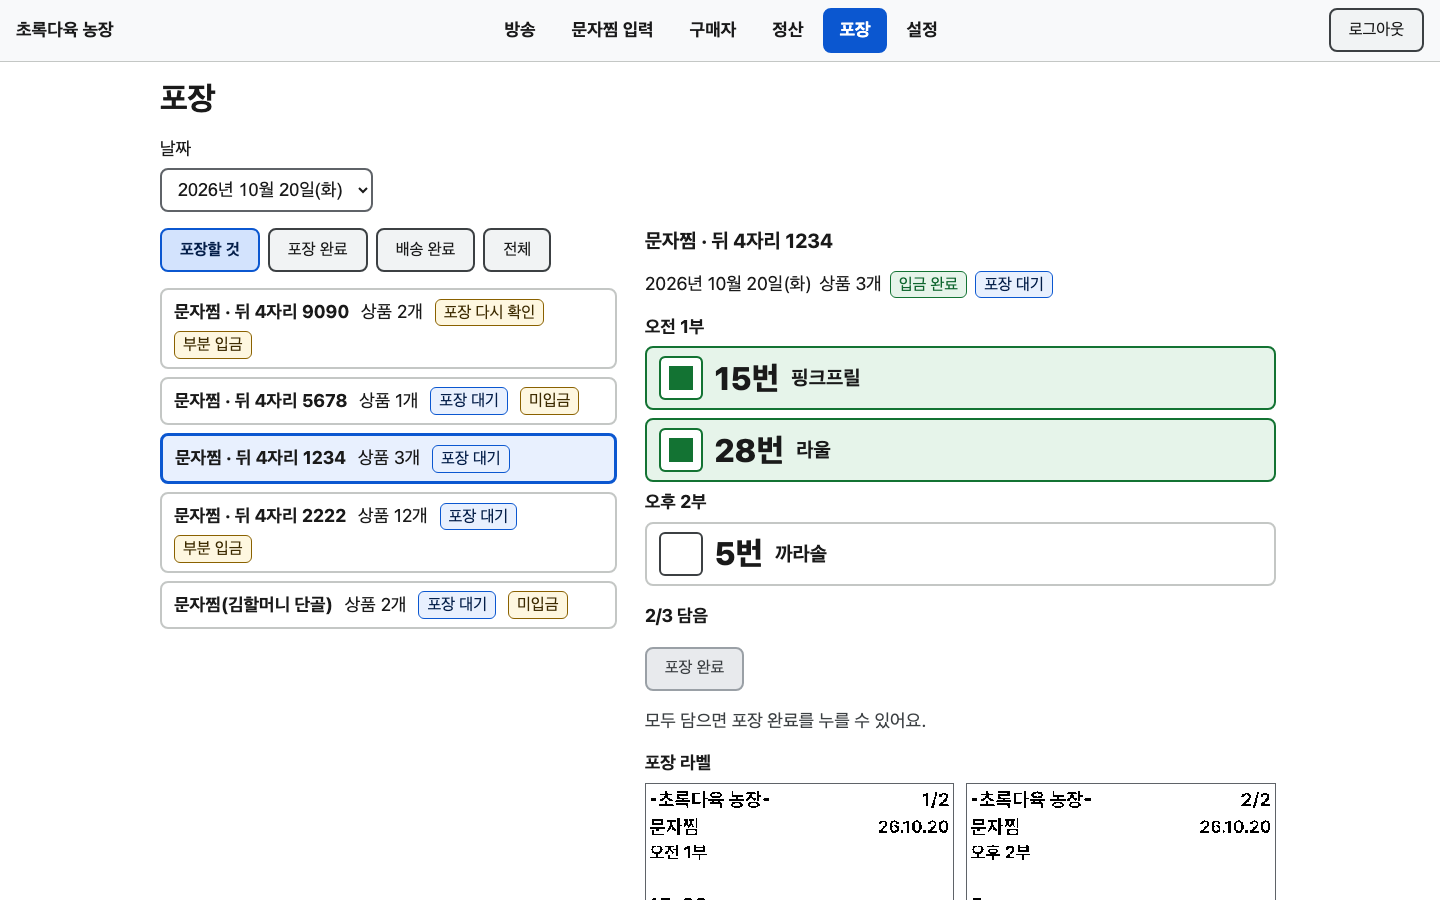 초록다육 농장 방송 문자찜 입력 구매자 정산 포장 설정 로그아웃
포장
날짜
2026년 10월 20일(화)
포장할 것 포장 완료 배송 완료 전체
문자찜 · 뒤 4자리 9090 상품 2개 포장 다시 확인
부분 입금
문자찜 · 뒤 4자리 5678 상품 1개 포장 대기 미입금
문자찜 · 뒤 4자리 1234 상품 3개 포장 대기
문자찜 · 뒤 4자리 2222 상품 12개 포장 대기
부분 입금
문자찜(김할머니 단골) 상품 2개 포장 대기 미입금
문자찜 · 뒤 4자리 1234
2026년 10월 20일(화) 상품 3개 입금 완료 포장 대기
오전 1부
15번 핑크프릴
28번 라울
오후 2부
5번 까라솔
2/3 담음
포장 완료
모두 담으면 포장 완료를 누를 수 있어요.
포장 라벨
-초록다육 농장- 1/2
문자찜 26.10.20
오전 1부
-초록다육 농장- 2/2
문자찜 26.10.20
오후 2부